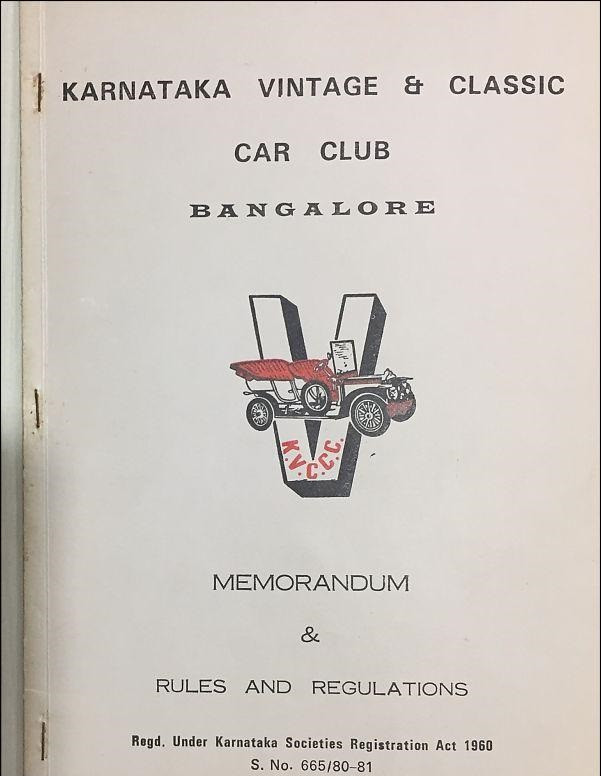 KARNATAKA VINTAGE & CLASSIC
CAR CLUB
BANGALORE
K.V.C.C.C.
MEMORANDUM
&
RULES AND REGULATIONS
Regd. Under Karnataka Societies Registration Act 1960
S. No. 665/80-81